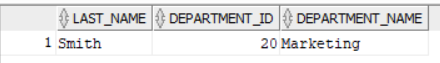 LAST_NAME DEPARTMENT_ID DEPARTMENT_NAME
1 Smith 20 Marketing